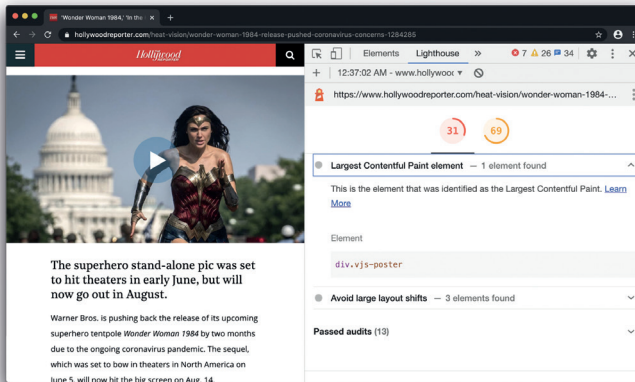 'Wonder Woman 1984,' 'In the
hollywoodreporter.com/heat-vision/wonder-woman-1984-release-pushed-coronavirus-concerns-1284285
Hollywood
REPORTER
The superhero stand-alone pic was set
to hit theaters in early June, but will
now go out in August.
Warner Bros. is pushing back the release of its upcoming
superhero tentpole Wonder Woman 1984 by two months
due to the ongoing coronavirus pandemic. The sequel,
which was set to bow in theaters in North America on
June 5, will now hit the big screen on Aug. 14.
Elements Lighthouse » 7 26 34
12:37:02 AM - www.hollywooc
https://www.hollywoodreporter.com/heat-vision/wonder-woman-1984-...
31 69
Largest Contentful Paint element — 1 element found
This is the element that was identified as the Largest Contentful Paint. Learn
More
Element
div.vjs-poster
Avoid large layout shifts — 3 elements found
Passed audits (13)